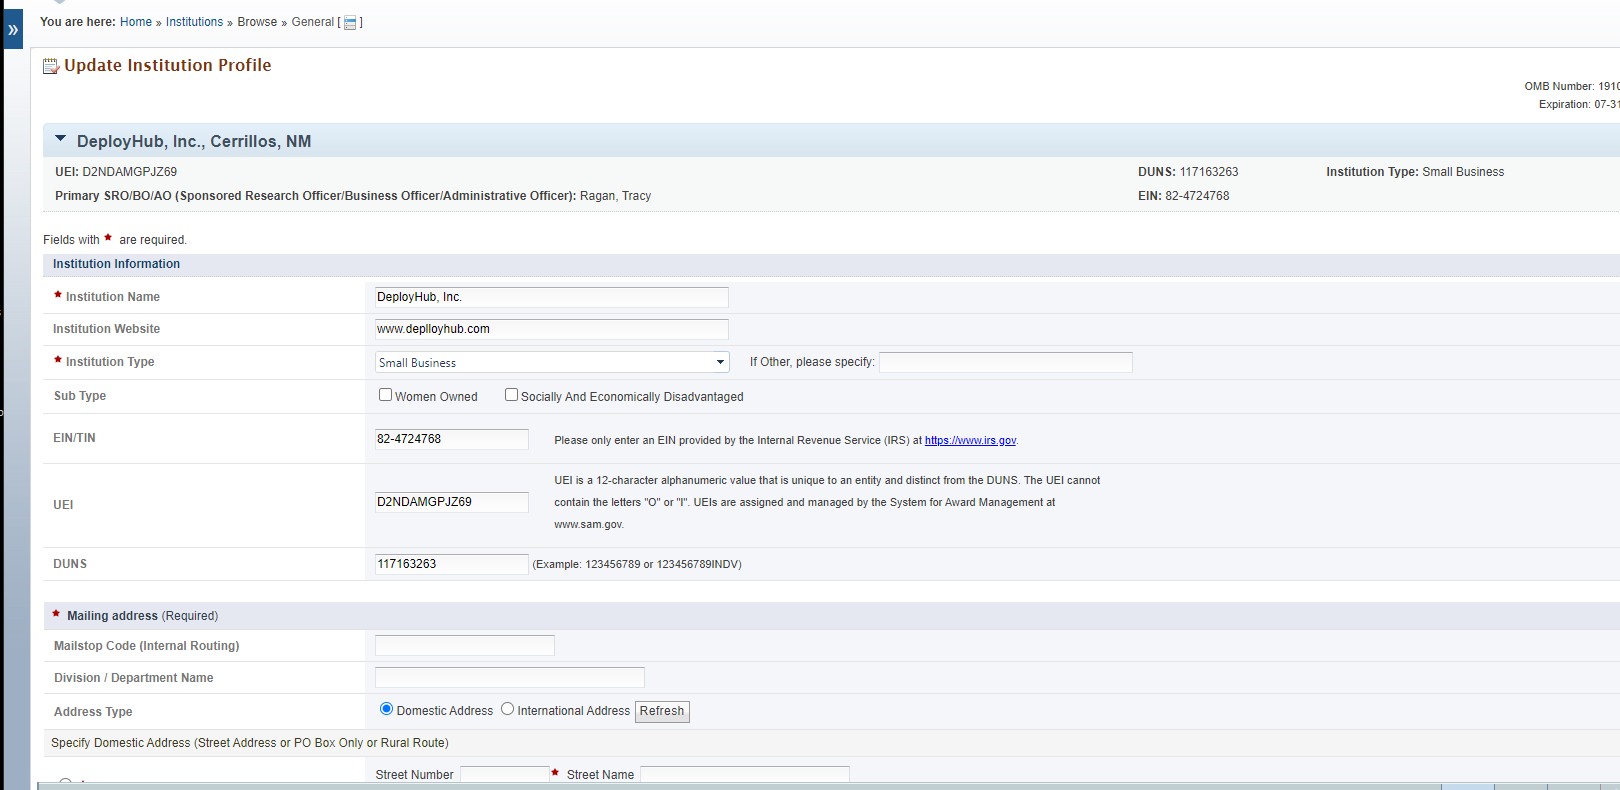 You are here: Home » Institutions » Browse » General [ ]
»
Update Institution Profile
OMB Number: 1910
Expiration: 07-31
DeployHub, Inc., Cerrillos, NM
UEI: D2NDAMGPJZ69 DUNS: 117163263 Institution Type: Small Business
Primary SRO/BO/AO (Sponsored Research Officer/Business Officer/Administrative Officer): Ragan, Tracy EIN: 82-4724768
Fields with * are required.
Institution Information
* Institution Name DeployHub, Inc.
Institution Website www.deplloyhub.com
* Institution Type Small Business If Other, please specify:
Sub Type Women Owned Socially And Economically Disadvantaged
EIN/TIN 82-4724768 Please only enter an EIN provided by the Internal Revenue Service (IRS) at https://www.irs.gov.
UEI is a 12-character alphanumeric value that is unique to an entity and distinct from the DUNS. The UEI cannot
UEI D2NDAMGPJZ69 contain the letters "O" or "I". UEIs are assigned and managed by the System for Award Management at
www.sam.gov.
DUNS 117163263 (Example: 123456789 or 123456789INDV)
* Mailing address (Required)
Mailstop Code (Internal Routing)
Division / Department Name
Address Type Domestic Address International Address Refresh
Specify Domestic Address (Street Address or PO Box Only or Rural Route)
Street Number * Street Name